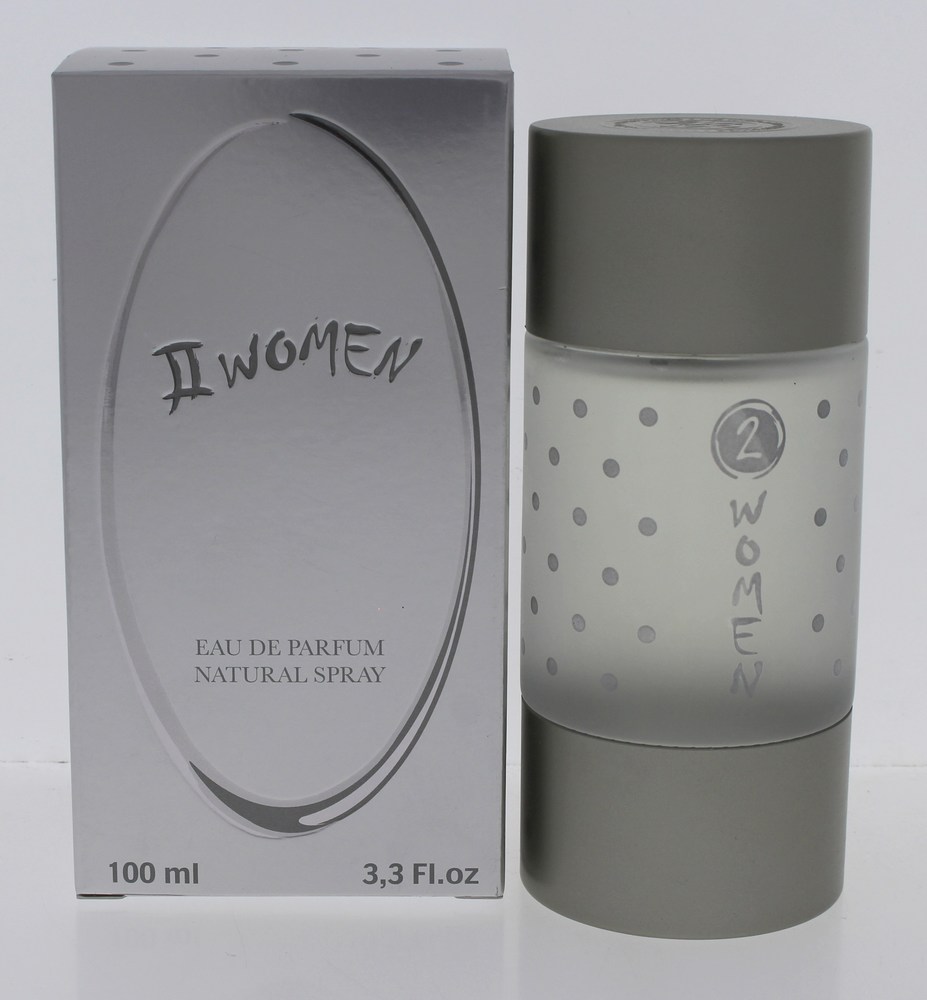 II WOMEN
EAU DE PARFUM
NATURAL SPRAY
100 ml 3,3 Fl.oz
2
WOMEN